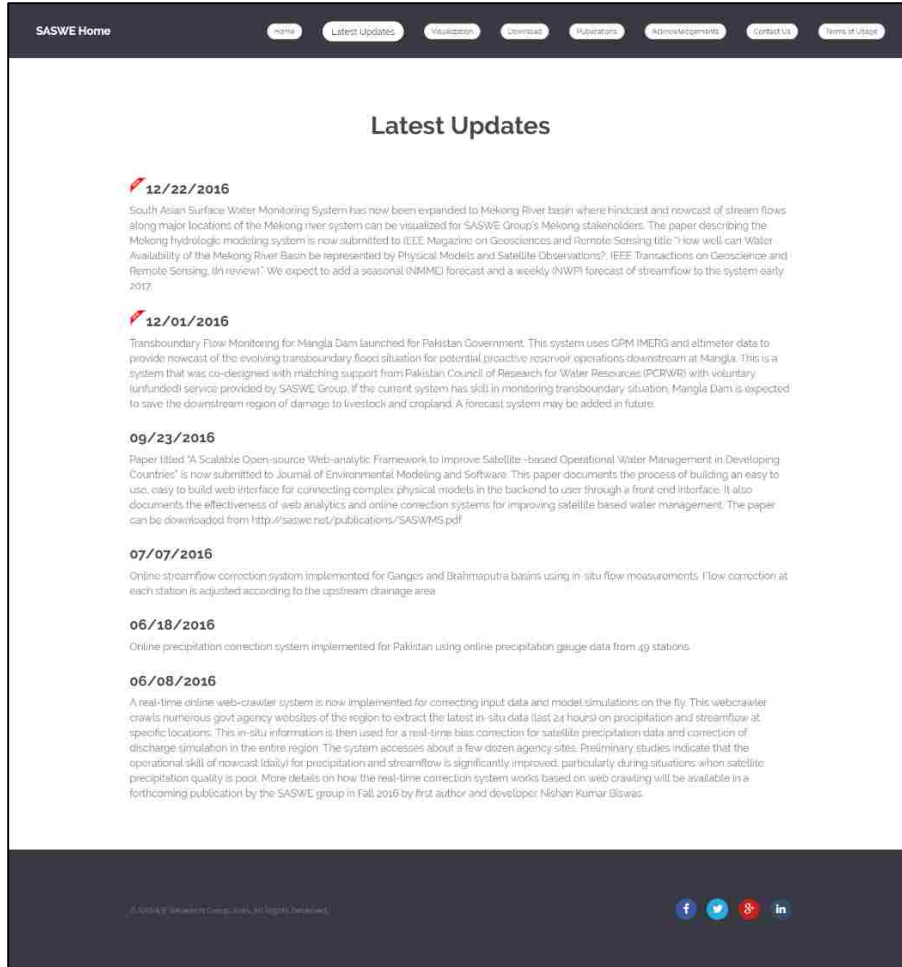 SASWE Home
Home
Latest Updates
Visualization
Download
Publications
Acknowledgements
Contact Us
Terms of Usage
Latest Updates
12/22/2016
South Asian Surface Water Monitoring System has now been expanded to Mekong River basin where hindcast and nowcast of stream flows
along major locations of the Mekong river system can be visualized for SASWE Group's Mekong stakeholders. The paper describing the
Mekong hydrologic modeling system is now submitted to IEEE Magazine on Geosciences and Remote Sensing title "How well can Water
Availability of the Mekong River Basin be represented by Physical Models and Satellite Observations?, IEEE Transactions on Geoscience and
Remote Sensing, (in review)." We expect to add a seasonal (NMME) forecast and a weekly (NWP) forecast of streamflow to the system early
2017.
12/01/2016
Transboundary Flow Monitoring for Mangla Dam launched for Pakistan Government. This system uses GPM IMERG and altimeter data to
provide nowcast of the evolving transboundary flood situation for potential proactive reservoir operations downstream at Mangla. This is a
system that was co-designed with matching support from Pakistan Council of Research for Water Resources (PCRWR) with voluntary
(unfunded) service provided by SASWE Group. If the current system has skill in monitoring transboundary situation, Mangla Dam is expected
to save the downstream region of damage to livestock and cropland. A forecast system may be added in future.
09/23/2016
Paper titled "A Scalable Open-source Web-analytic Framework to Improve Satellite -based Operational Water Management in Developing
Countries" is now submitted to Journal of Environmental Modeling and Software. This paper documents the process of building an easy to
use, easy to build web interface for connecting complex physical models in the backend to user through a front end interface. It also
documents the effectiveness of web analytics and online correction systems for improving satellite based water management. The paper
can be downloaded from http://saswe.net/publications/SASWMS.pdf
07/07/2016
Online streamflow correction system implemented for Ganges and Brahmaputra basins using in-situ flow measurements. Flow correction at
each station is adjusted according to the upstream drainage area.
06/18/2016
Online precipitation correction system implemented for Pakistan using online precipitation gauge data from 49 stations.
06/08/2016
A real-time online web-crawler system is now implemented for correcting input data and model simulations on the fly. This webcrawler
crawls numerous govt agency websites of the region to extract the latest in-situ data (last 24 hours) on precipitation and streamflow at
specific locations. This in-situ information is then used for a real-time bias correction for satellite precipitation data and correction of
discharge simulation in the entire region. The system accesses about a few dozen agency sites. Preliminary studies indicate that the
operational skill of nowcast (daily) for precipitation and streamflow is significantly improved, particularly during situations when satellite
precipitation quality is poor. More details on how the real-time correction system works based on web crawling will be available in a
forthcoming publication by the SASWE group in Fall 2016 by first author and developer Nishan Kumar Biswas.
© SASWE Research Group, All Rights Reserved.